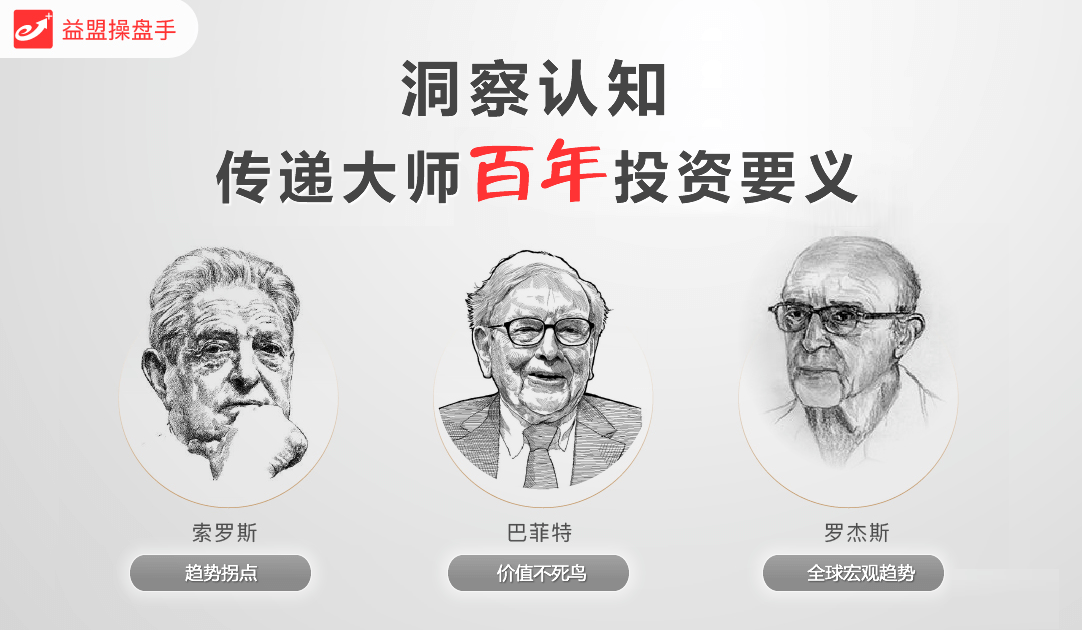 益盟操盘手
洞察认知
传递大师百年投资要义
索罗斯
巴菲特
罗杰斯
趋势拐点
价值不死鸟
全球宏观趋势